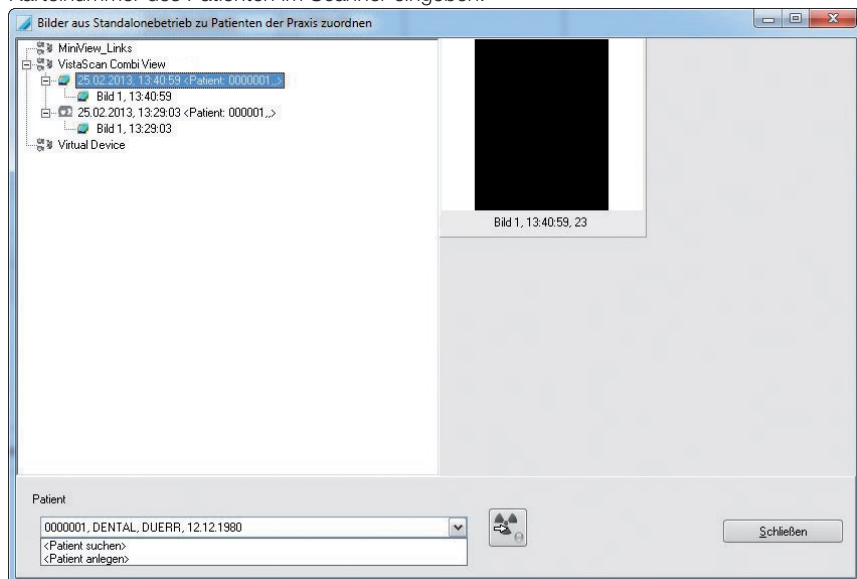 Karteinummer des Patienten im Scanner eingeben.
Bilder aus Standalonebetrieb zu Patienten der Praxis zuordnen
MiniView_Links
VistaScan Combi View
25.02.2013, 13:40:59 <Patient: 0000001,,>
Bild 1, 13:40:59
25.02.2013, 13:29:03 <Patient: 000001,,>
Bild 1, 13:29:03
Virtual Device
Bild 1, 13:40:59, 23
Patient
0000001, DENTAL, DUERR, 12.12.1980
<Patient suchen>
<Patient anlegen>
Schließen